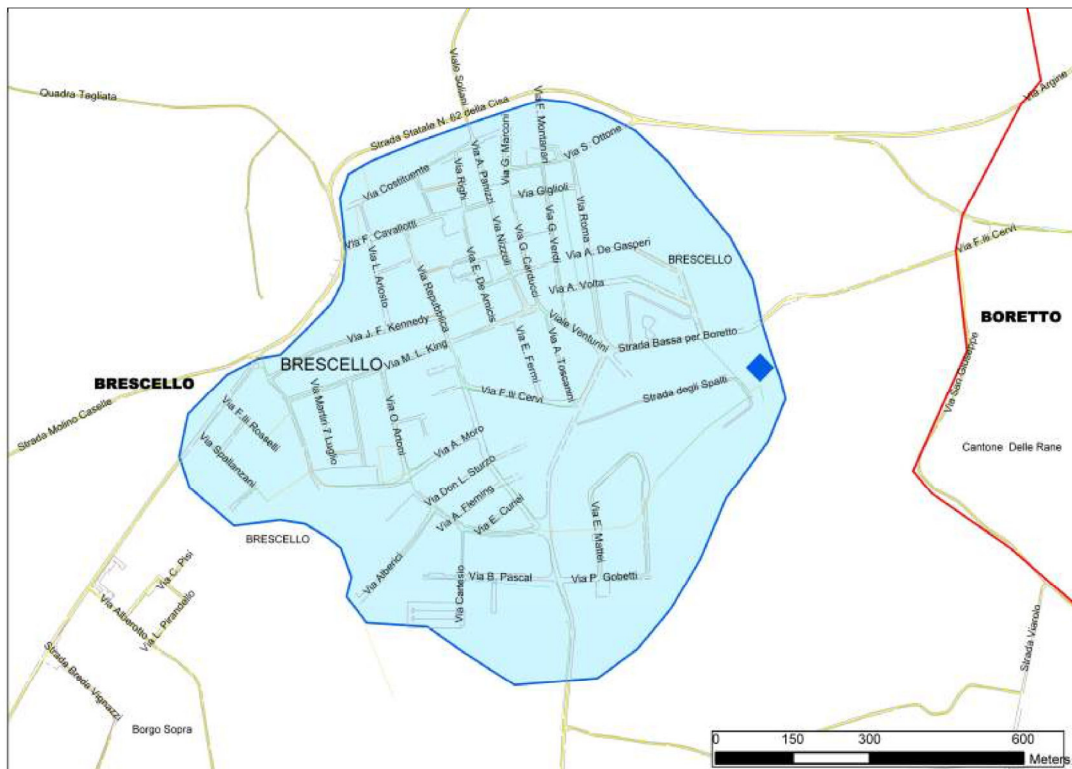 Quadra Tagliata
Viale Soliani
Strada Statale N. 62 della Cisa
Via F. Montanari
Via Argine
Via G. Marconi
Via A. Panizzi
Via S. Ottone
Via Costituente
Via Righi
Via Giglioli
Via Roma
Via F. Cavallotti
Via L. Ariosto
Via Nizzoli
Via G. Carducci
Via G. Verdi
Via A. De Gasperi
Via F.lli Cervi
BRESCELLO
Via Repubblica
Via E. De Amicis
Via A. Volta
Via J. F. Kennedy
Viale Venturini
Strada Bassa per Boretto
BORETTO
Via M. L. King
BRESCELLO
Via E. Fermi
Via A. Toscanini
BRESCELLO
Strada Molino Caselle
Via F.lli Rosselli
Via Martiri 7 Luglio
Via O. Artoni
Via F.lli Cervi
Strada degli Spalti
Via San Giuseppe
Via Spallanzani
Via A. Moro
Cantone Delle Rane
Via Don L. Sturzo
Via A. Fleming
Via E. Curiel
Via E. Mattei
BRESCELLO
Via C. Pisi
Via Alberici
Via B. Pascal
Via P. Gobetti
Via Cartesio
Via Alberotto
Via L. Pirandello
Strada Viarolo
Strada Breda Vignazzi
Borgo Sopra
0 150 300 600
Meters